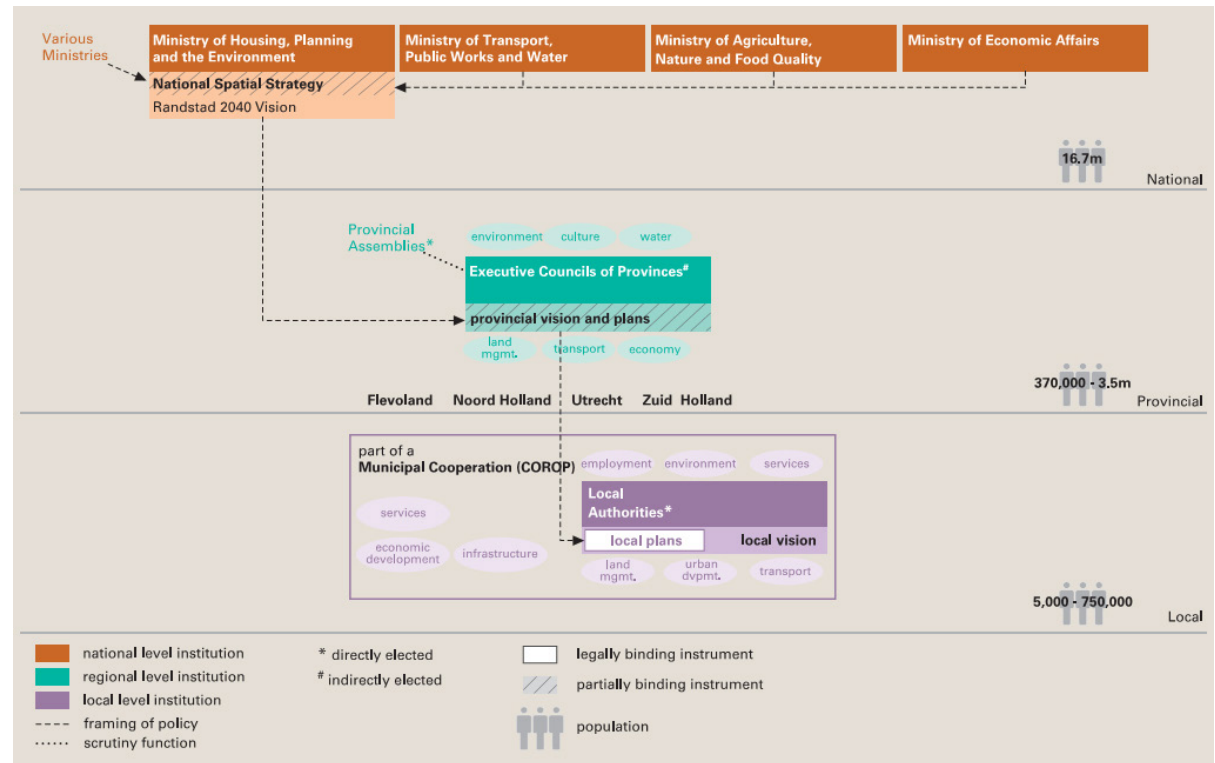 Various
Ministries
Ministry of Housing, Planning
and the Environment
Ministry of Transport,
Public Works and Water
Ministry of Agriculture,
Nature and Food Quality
Ministry of Economic Affairs
National Spatial Strategy
Randstad 2040 Vision
16.7m
National
Provincial
Assemblies*
environment
culture
water
Executive Councils of Provinces#
provincial vision and plans
land
mgmt.
transport
economy
370,000 - 3.5m
Provincial
Flevoland
Noord Holland
Utrecht
Zuid Holland
part of a
Municipal Cooperation (COROP)
employment
environment
services
Local
Authorities*
services
local plans
local vision
economic
development
infrastructure
land
mgmt.
urban
dvpmt.
transport
5,000 - 750,000
Local
national level institution
regional level institution
local level institution
framing of policy
scrutiny function
* directly elected
# indirectly elected
legally binding instrument
partially binding instrument
population